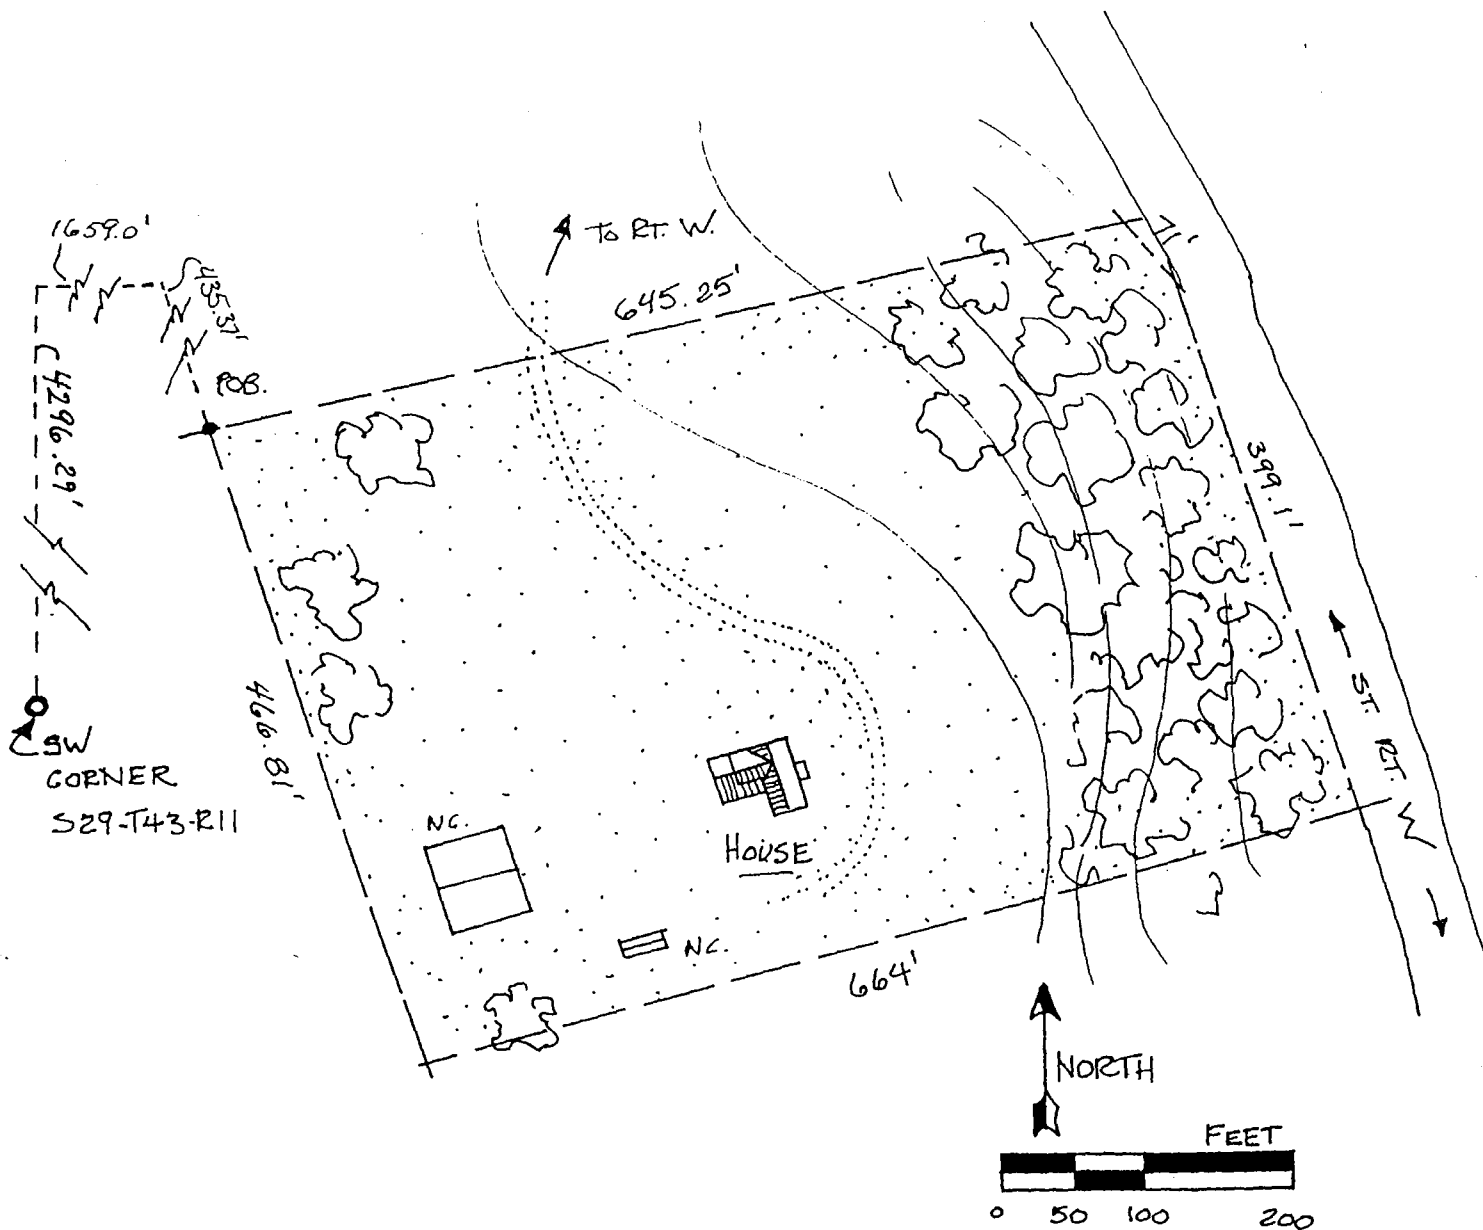 1659.0'
435.37'
To RT. W.
645.25'
4296.29'
POB.
399.1'
466.81'
SW
CORNER
S29-T43-R11
ST. RT. W
N.C.
HOUSE
N.C.
664'
NORTH
FEET
0 50 100 200